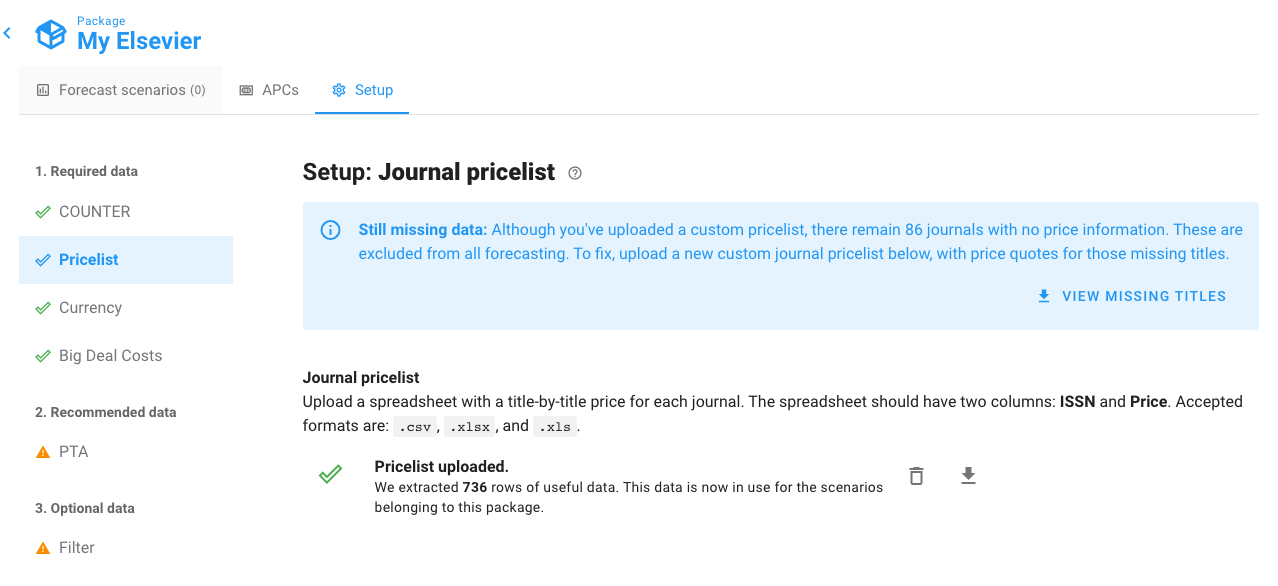 Package
My Elsevier
Forecast scenarios (0)
APCs
Setup
1. Required data
COUNTER
Pricelist
Currency
Big Deal Costs
2. Recommended data
PTA
3. Optional data
Filter
Setup: Journal pricelist
Still missing data: Although you've uploaded a custom pricelist, there remain 86 journals with no price information. These are
excluded from all forecasting. To fix, upload a new custom journal pricelist below, with price quotes for those missing titles.
VIEW MISSING TITLES
Journal pricelist
Upload a spreadsheet with a title-by-title price for each journal. The spreadsheet should have two columns: ISSN and Price. Accepted
formats are: .csv, .xlsx, and .xls.
Pricelist uploaded.
We extracted 736 rows of useful data. This data is now in use for the scenarios
belonging to this package.